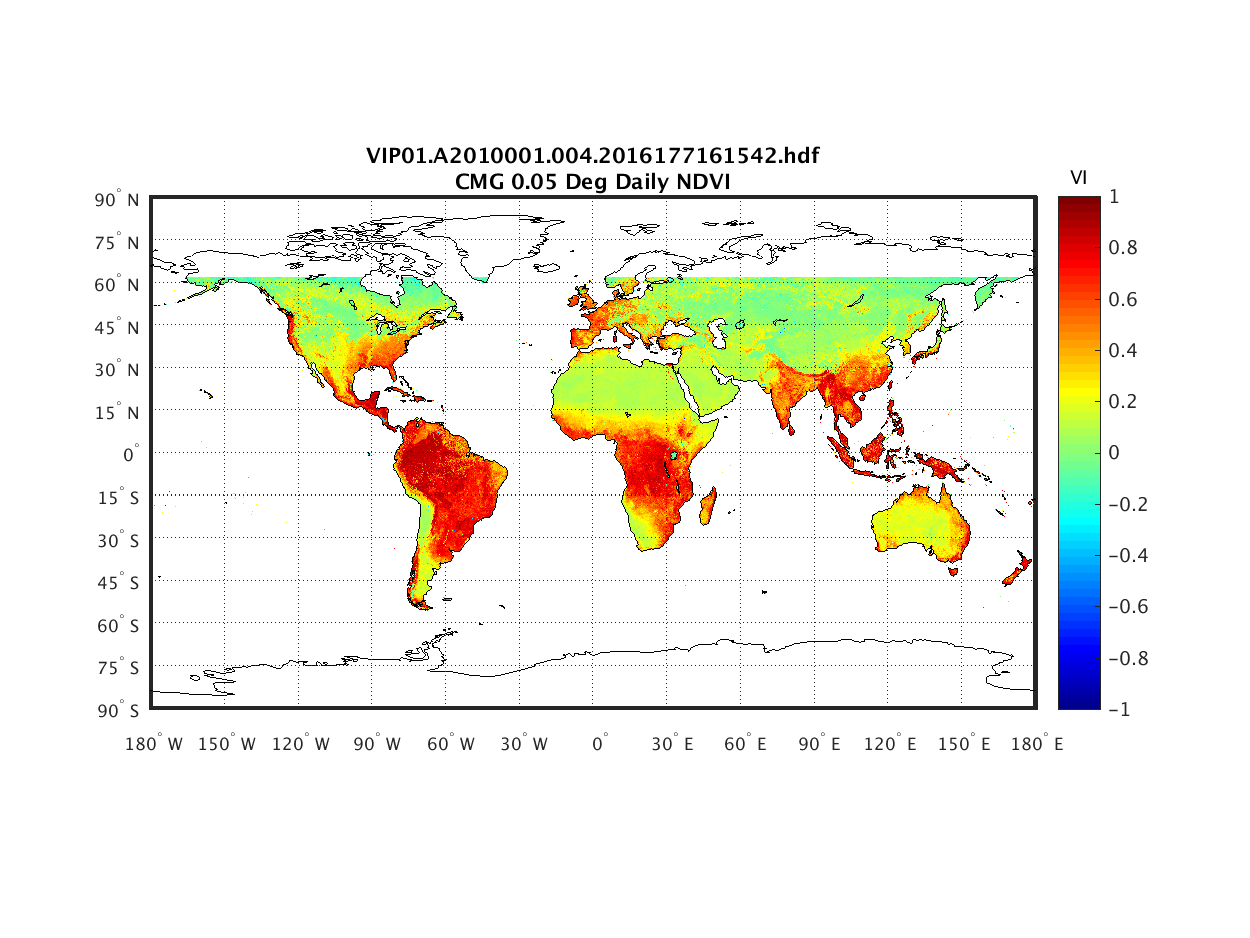 VIP01.A2010001.004.2016177161542.hdf
CMG 0.05 Deg Daily NDVI
VI
90° N
75° N
60° N
45° N
30° N
15° N
0°
15° S
30° S
45° S
60° S
75° S
90° S
180° W 150° W 120° W 90° W 60° W 30° W 0° 30° E 60° E 90° E 120° E 150° E 180° E
1
0.8
0.6
0.4
0.2
0
−0.2
−0.4
−0.6
−0.8
−1